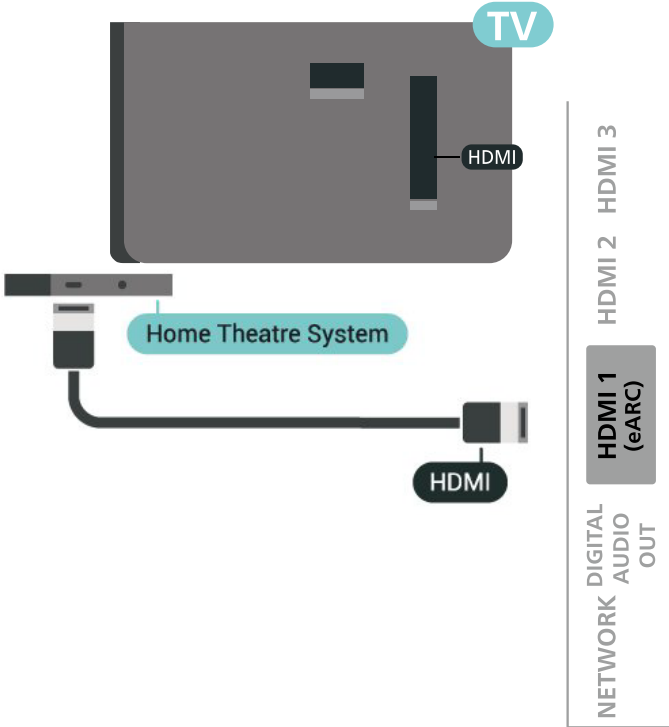 TV
HDMI
Home Theatre System
HDMI
HDMI 3
HDMI 2
HDMI 1
(eARC)
DIGITAL
AUDIO
OUT
NETWORK